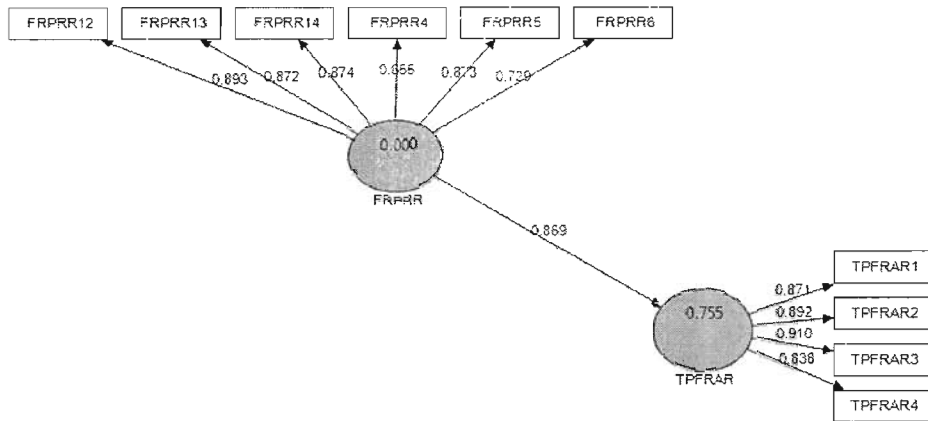 FRPRR12 FRPRR13 FRPRR14 FRPRR4 FRPRR5 FRPRR6
0.893 0.872 0.874 0.873
0.000
FRPRR
0.869
TPFRAR1
0.871
TPFRAR2
0.892
0.755
0.910
TPFRAR3
0.838
TPFRAR
TPFRAR4